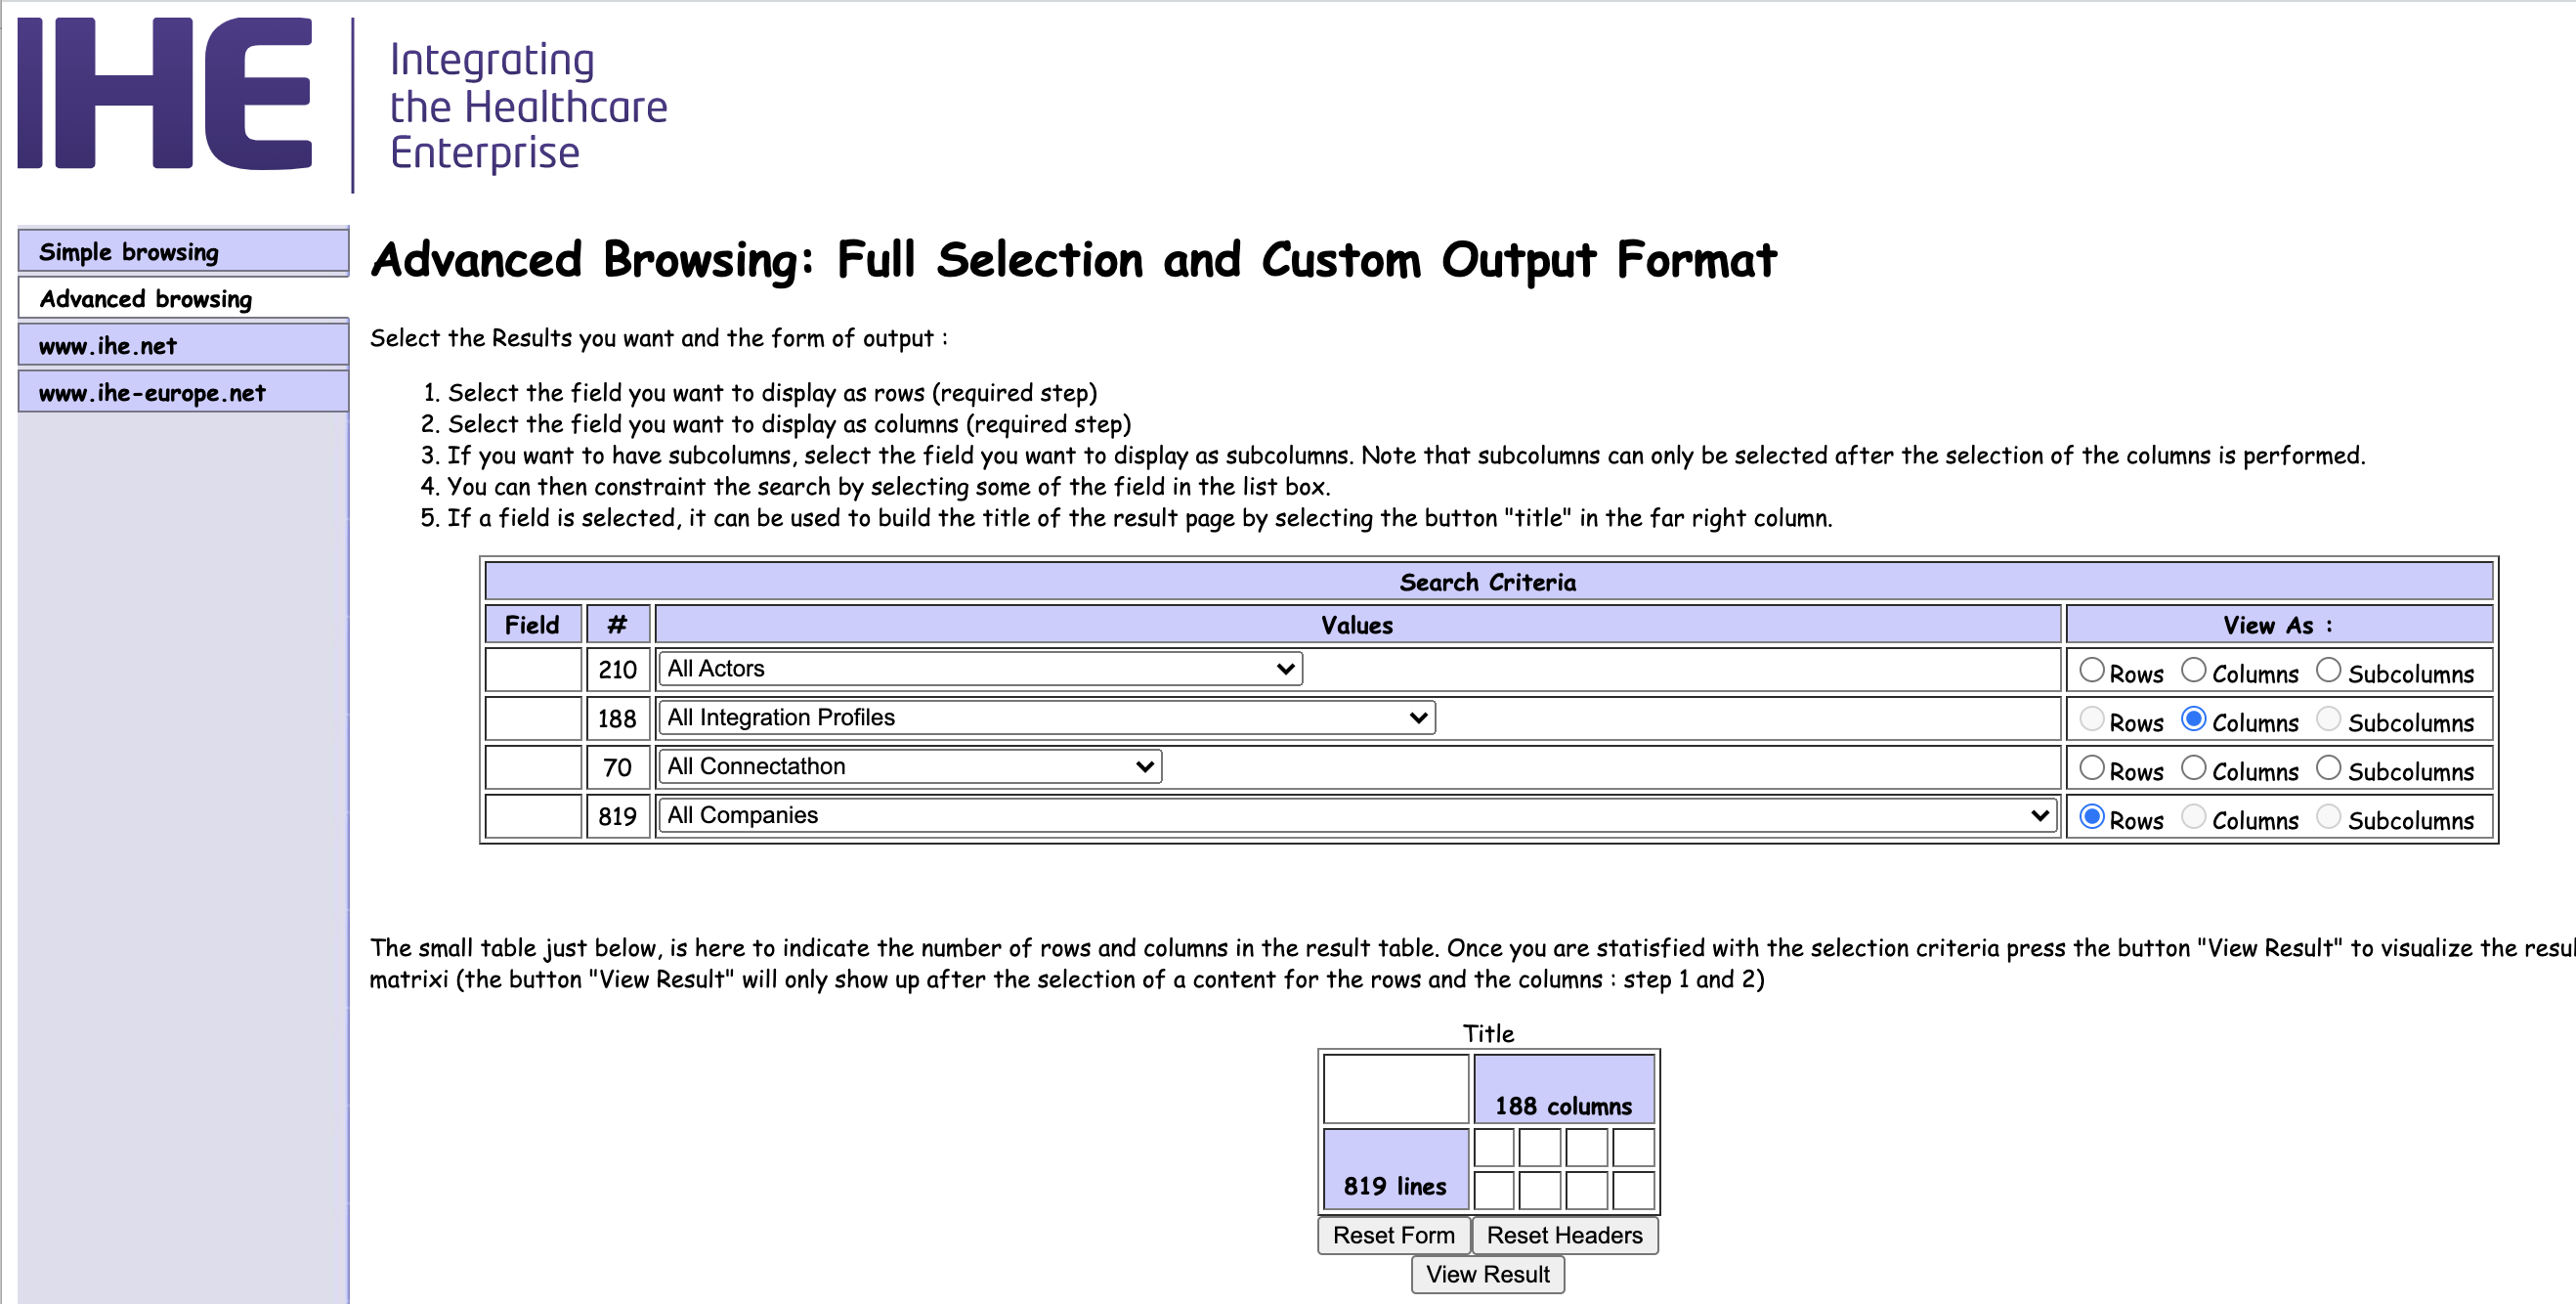 IHE
Integrating
the Healthcare
Enterprise
Simple browsing
Advanced browsing
www.ihe.net
www.ihe-europe.net
Advanced Browsing: Full Selection and Custom Output Format
Select the Results you want and the form of output :
1. Select the field you want to display as rows (required step)
2. Select the field you want to display as columns (required step)
3. If you want to have subcolumns, select the field you want to display as subcolumns. Note that subcolumns can only be selected after the selection of the columns is performed.
4. You can then constraint the search by selecting some of the field in the list box.
5. If a field is selected, it can be used to build the title of the result page by selecting the button "title" in the far right column.
Search Criteria
Field # Values View As :
210 All Actors Rows Columns Subcolumns
188 All Integration Profiles Rows Columns Subcolumns
70 All Connectathon Rows Columns Subcolumns
819 All Companies Rows Columns Subcolumns
The small table just below, is here to indicate the number of rows and columns in the result table. Once you are statisfied with the selection criteria press the button "View Result" to visualize the
matrixi (the button "View Result" will only show up after the selection of a content for the rows and the columns : step 1 and 2)
Title
188 columns
819 lines
Reset Form Reset Headers
View Result